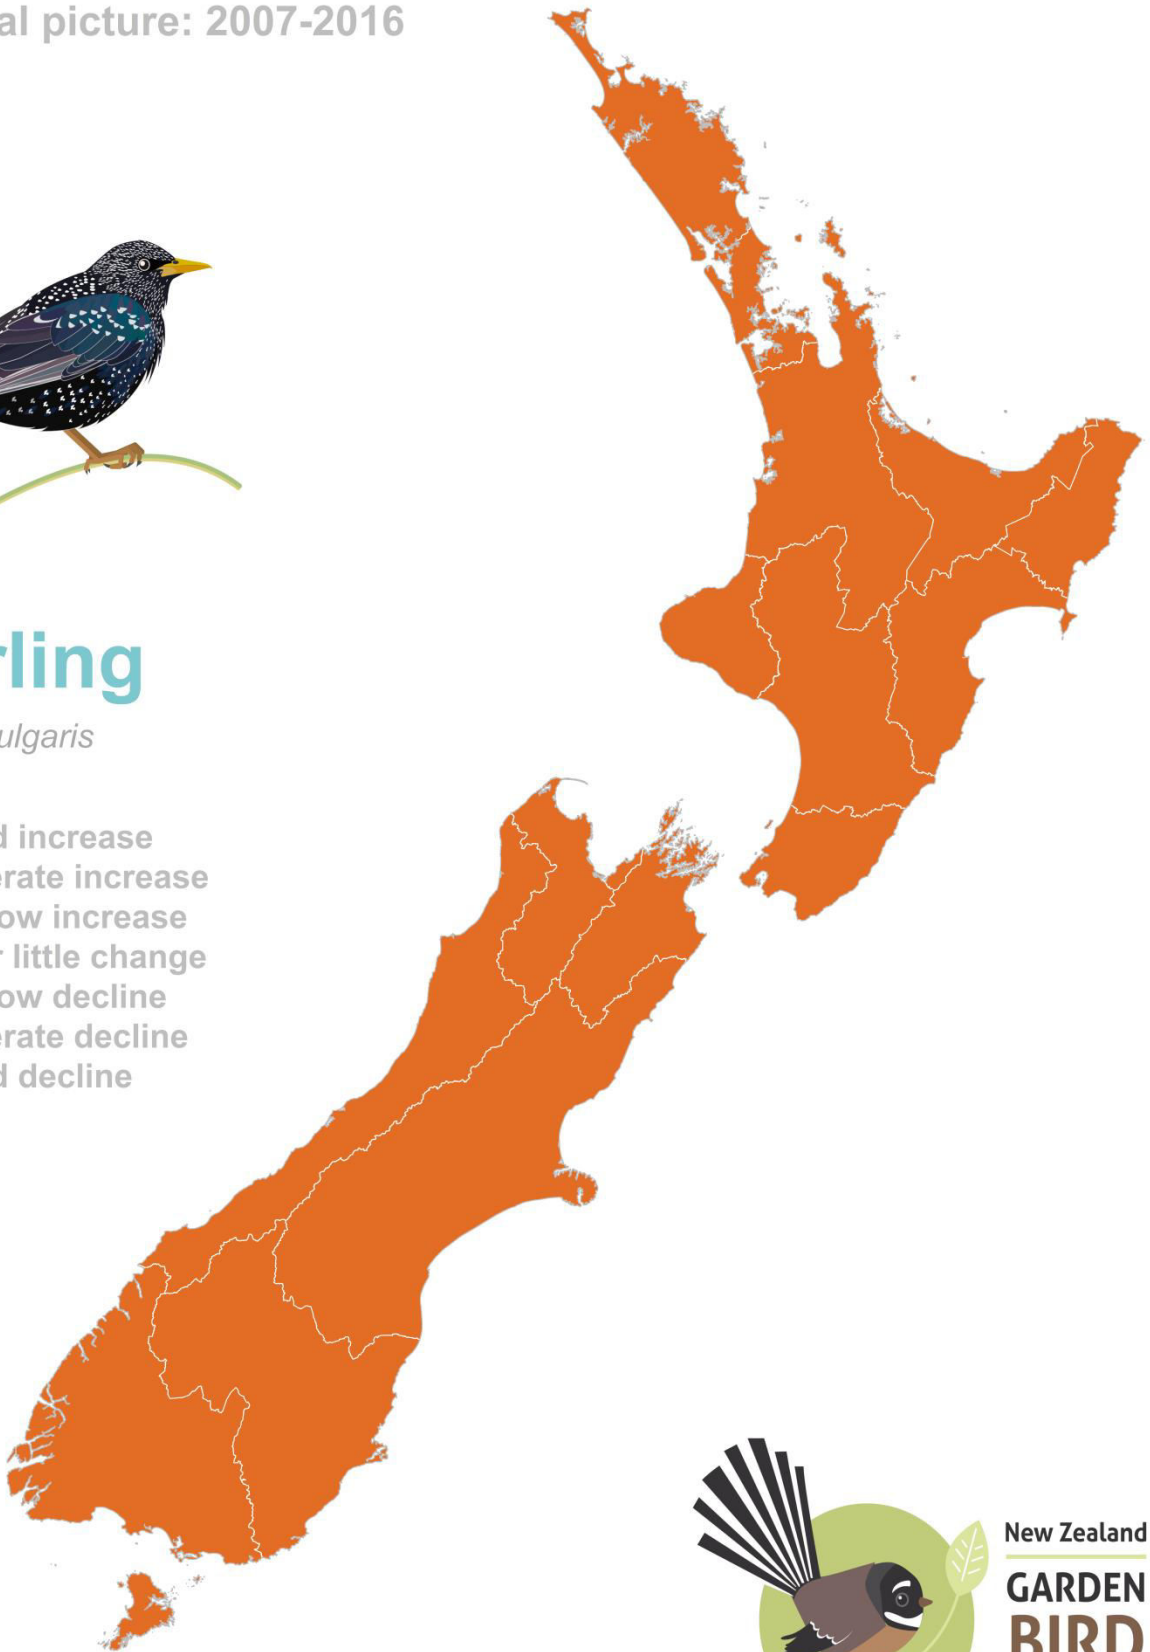 al picture: 2007-2016
rling
ulgaris
d increase
erate increase
ow increase
r little change
ow decline
erate decline
d decline
New Zealand
GARDEN
BIRD